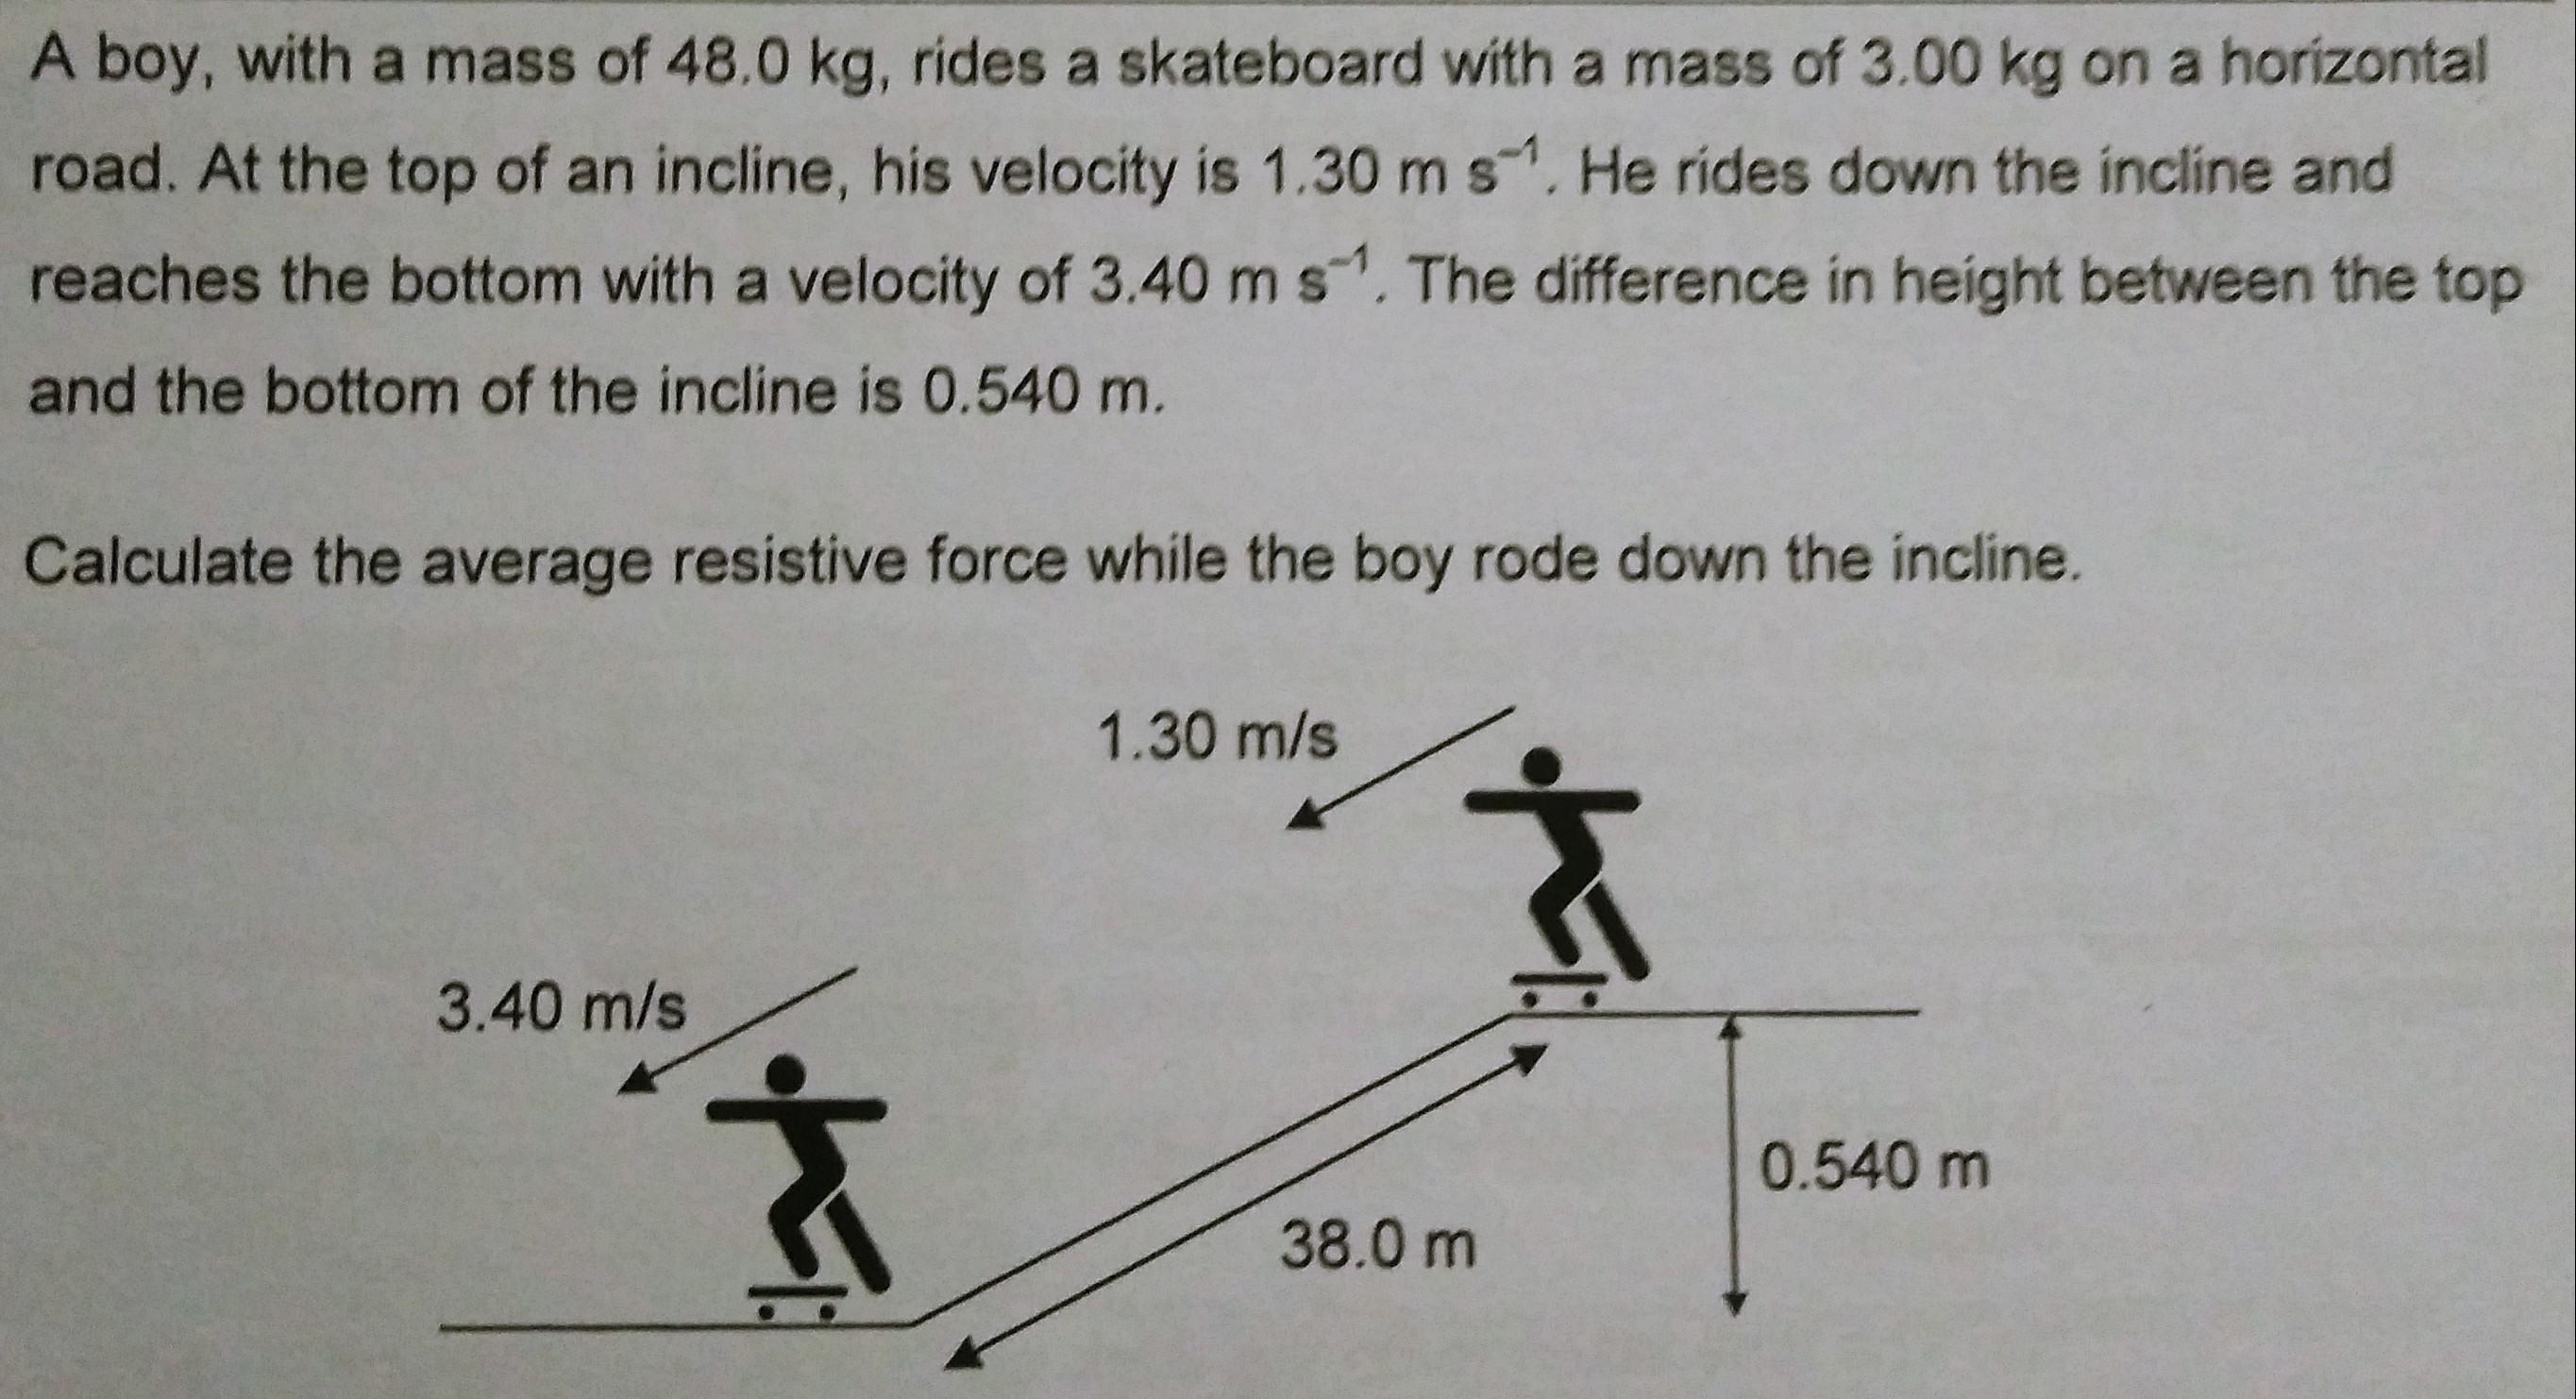 A boy, with a mass of 48.0 kg, rides a skateboard with a mass of 3.00 kg on a horizontal
road. At the top of an incline, his velocity is 1.30 m s⁻¹. He rides down the incline and
reaches the bottom with a velocity of 3.40 m s⁻¹. The difference in height between the top
and the bottom of the incline is 0.540 m.
Calculate the average resistive force while the boy rode down the incline.
1.30 m/s
3.40 m/s
0.540 m
38.0 m